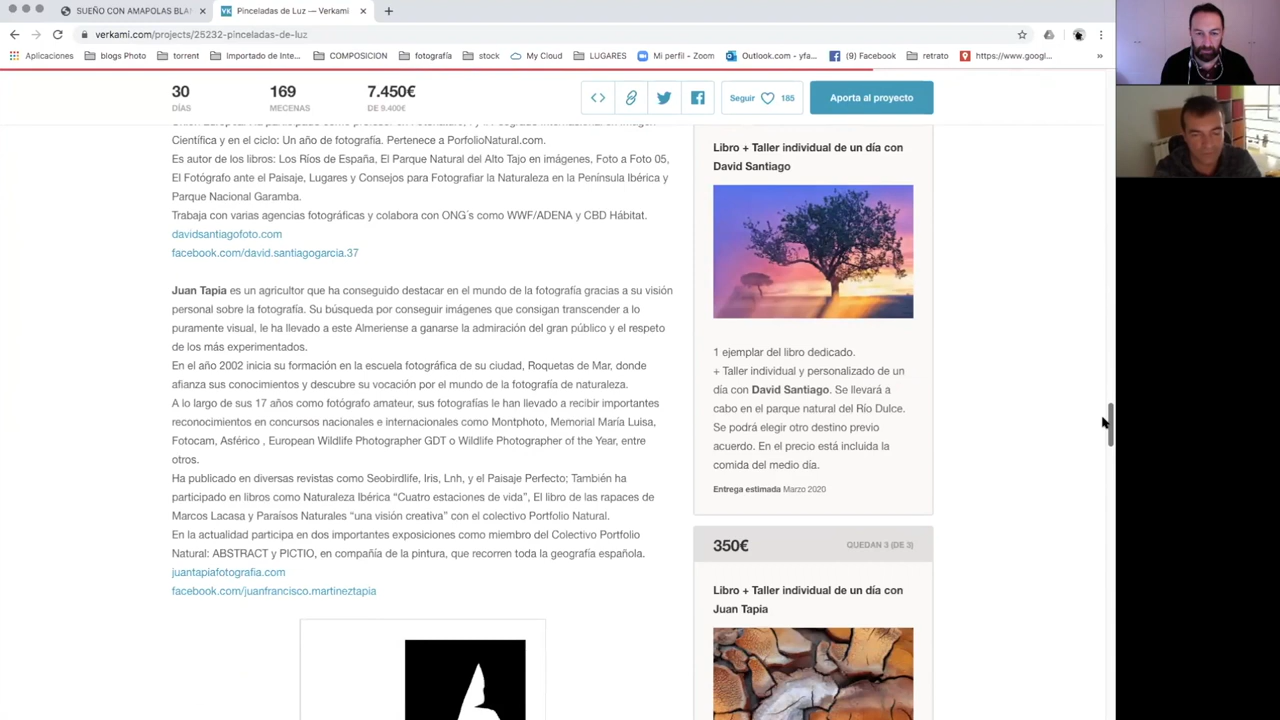 SUEÑO CON AMAPOLAS BLAN
Pinceladas de Luz — Verkami
verkami.com/projects/25232-pinceladas-de-luz
Aplicaciones
blogs Photo
torrent
Importado de Inte...
COMPOSICION
fotografía
stock
My Cloud
LUGARES
Mi perfil - Zoom
Outlook.com - yfa...
(9) Facebook
retrato
https://www.googl...
»
30
DÍAS
169
MECENAS
7.450€
DE 9.400€
Seguir
185
Aporta al proyecto
Científica y en el ciclo: Un año de fotografía. Pertenece a PorfolioNatural.com.
Es autor de los libros: Los Ríos de España, El Parque Natural del Alto Tajo en imágenes, Foto a Foto 05,
El Fotógrafo ante el Paisaje, Lugares y Consejos para Fotografiar la Naturaleza en la Península Ibérica y
Parque Nacional Garamba.
Trabaja con varias agencias fotográficas y colabora con ONG´s como WWF/ADENA y CBD Hábitat.
davidsantiagofoto.com
facebook.com/david.santiagogarcia.37
Juan Tapia es un agricultor que ha conseguido destacar en el mundo de la fotografía gracias a su visión
personal sobre la fotografía. Su búsqueda por conseguir imágenes que consigan transcender a lo
puramente visual, le ha llevado a este Almeriense a ganarse la admiración del gran público y el respeto
de los más experimentados.
En el año 2002 inicia su formación en la escuela fotográfica de su ciudad, Roquetas de Mar, donde
afianza sus conocimientos y descubre su vocación por el mundo de la fotografía de naturaleza.
A lo largo de sus 17 años como fotógrafo amateur, sus fotografías le han llevado a recibir importantes
reconocimientos en concursos nacionales e internacionales como Montphoto, Memorial María Luisa,
Fotocam, Asférico , European Wildlife Photographer GDT o Wildlife Photographer of the Year, entre
otros.
Ha publicado en diversas revistas como Seobirdlife, Iris, Lnh, y el Paisaje Perfecto; También ha
participado en libros como Naturaleza Ibérica “Cuatro estaciones de vida”, El libro de las rapaces de
Marcos Lacasa y Paraísos Naturales “una visión creativa” con el colectivo Portfolio Natural.
En la actualidad participa en dos importantes exposiciones como miembro del Colectivo Portfolio
Natural: ABSTRACT y PICTIO, en compañía de la pintura, que recorren toda la geografía española.
juantapiafotografia.com
facebook.com/juanfrancisco.martineztapia
Libro + Taller individual de un día con
David Santiago
1 ejemplar del libro dedicado.
+ Taller individual y personalizado de un
día con David Santiago. Se llevará a
cabo en el parque natural del Río Dulce.
Se podrá elegir otro destino previo
acuerdo. En el precio está incluida la
comida del medio día.
Entrega estimada Marzo 2020
350€
QUEDAN 3 (DE 3)
Libro + Taller individual de un día con
Juan Tapia